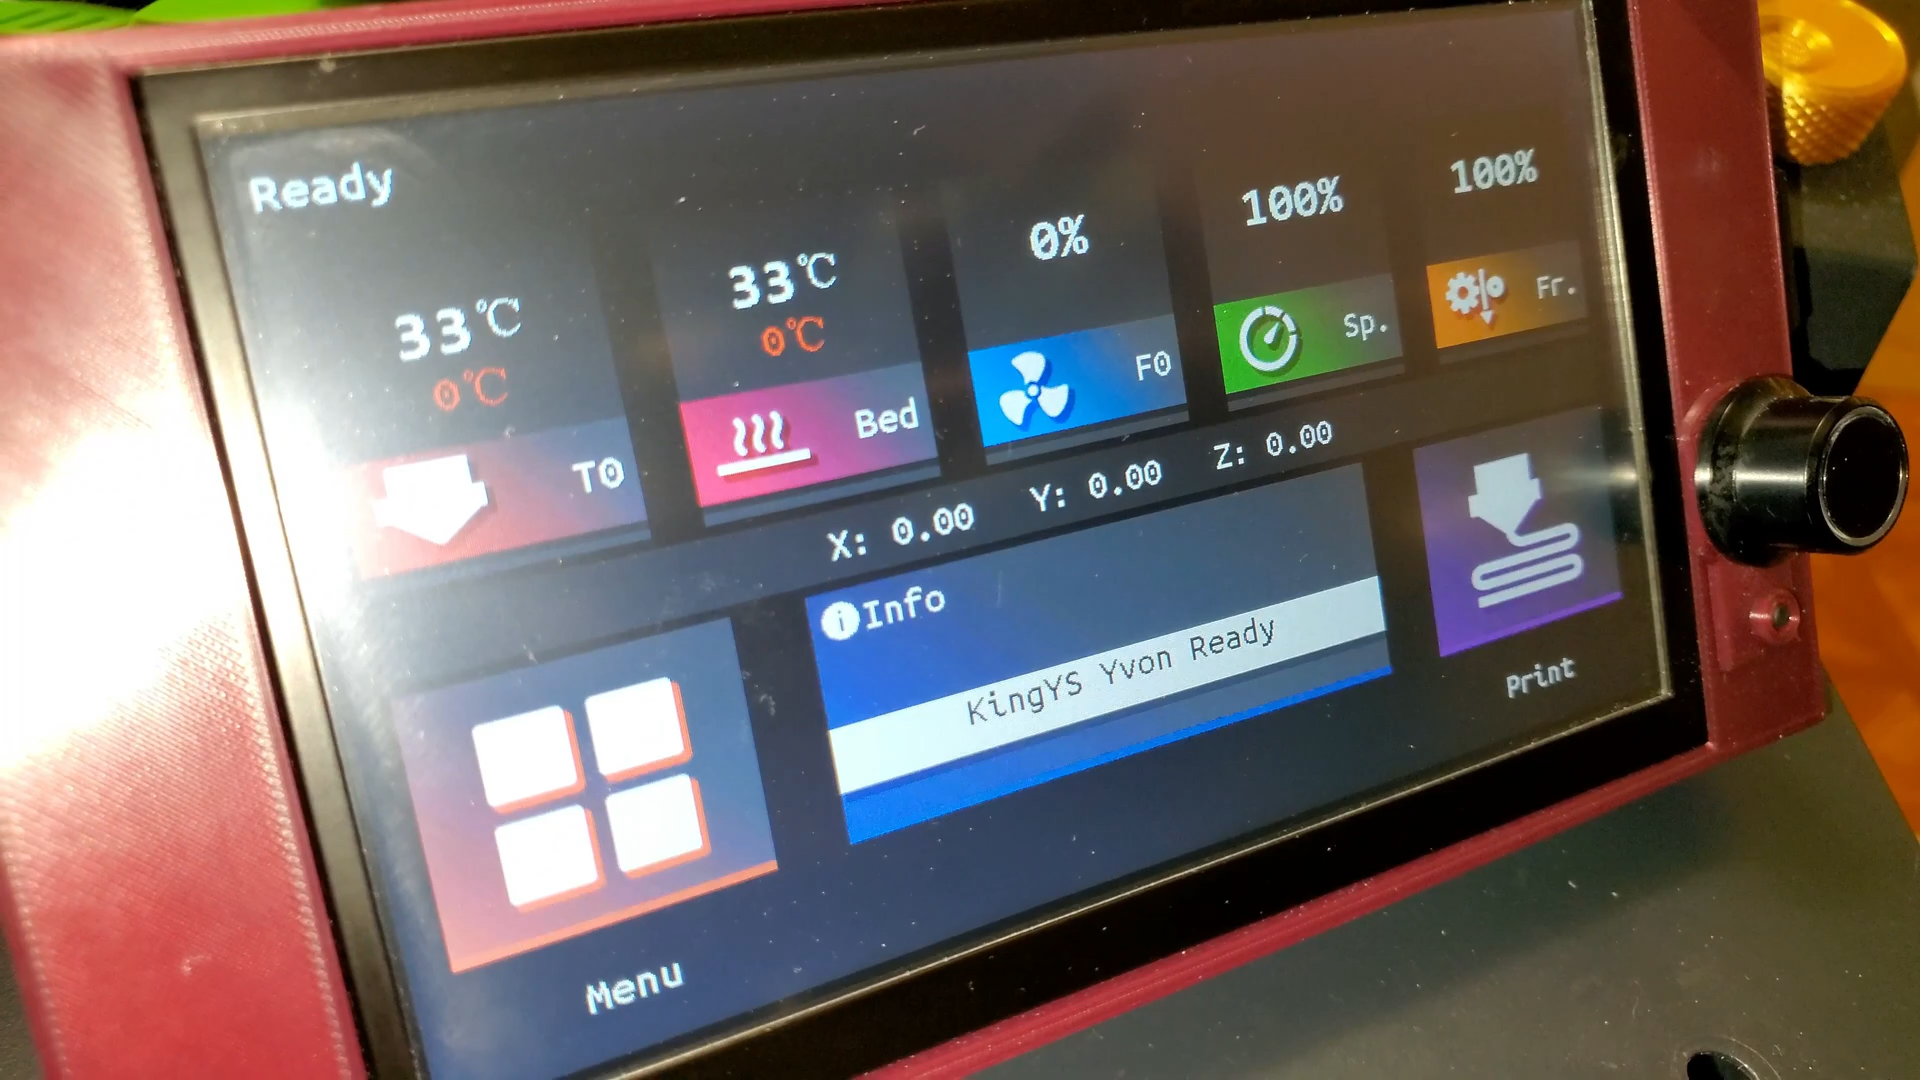 Ready
33℃
0℃
T0
33℃
0℃
Bed
0%
F0
100%
Sp.
100%
Fr.
X: 0.00 Y: 0.00 Z: 0.00
Menu
Info
KingYS Yvon Ready
Print